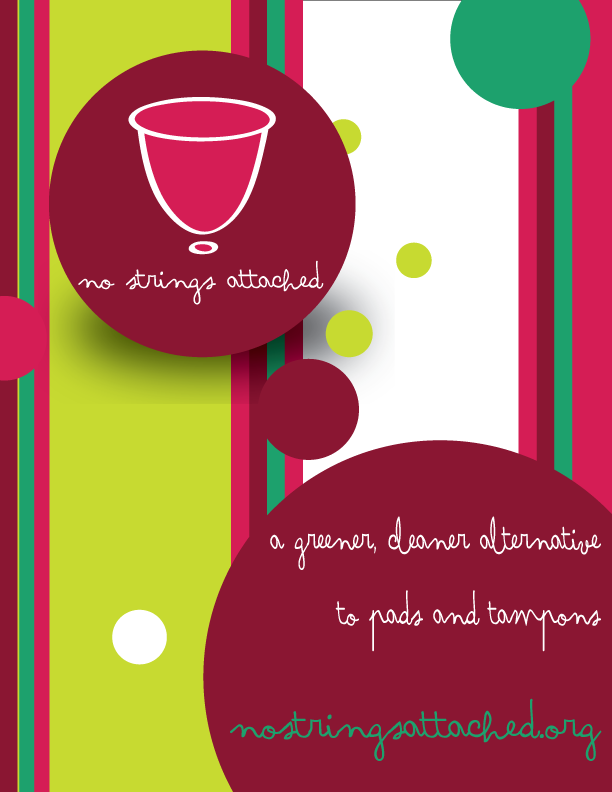 no strings attached
a greener, cleaner alternative
to pads and tampons
nostringsattached.org